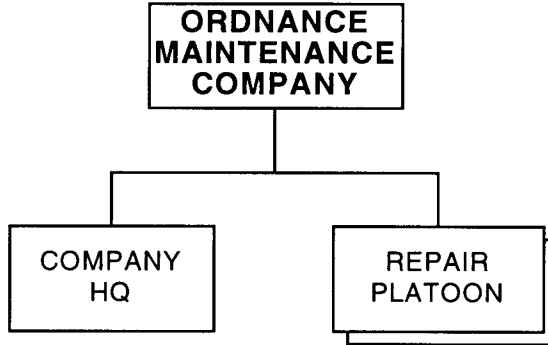 ORDNANCE
MAINTENANCE
COMPANY
COMPANY
HQ
REPAIR
PLATOON